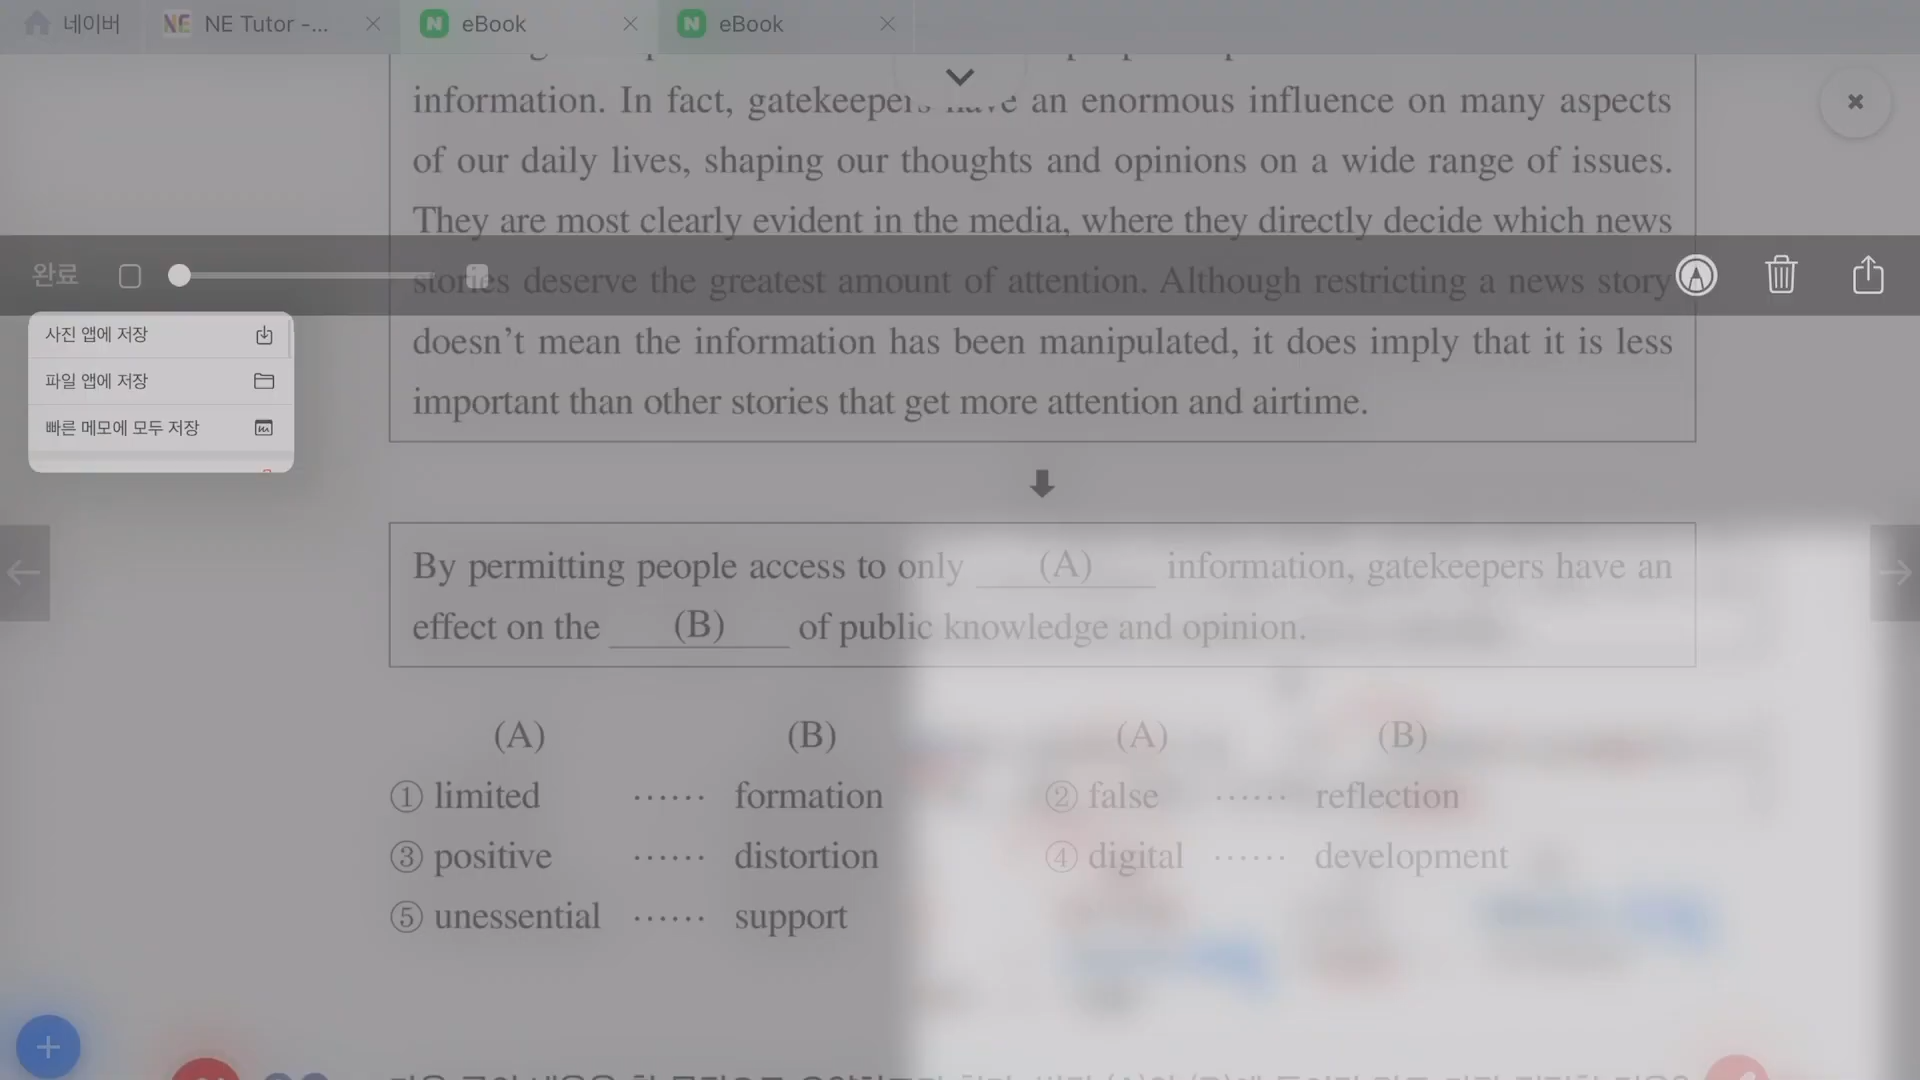 네이버
NE Tutor -...
eBook
eBook
information. In fact, gatekeepers have an enormous influence on many aspects
of our daily lives, shaping our thoughts and opinions on a wide range of issues.
They are most clearly evident in the media, where they directly decide which news
완료
stories deserve the greatest amount of attention. Although restricting a news story
사진 앱에 저장
파일 앱에 저장
빠른 메모에 모두 저장
doesn’t mean the information has been manipulated, it does imply that it is less
important than other stories that get more attention and airtime.
By permitting people access to only (A) information, gatekeepers have an
effect on the (B) of public knowledge and opinion.
(A) (B) (A) (B)
① limited ...... formation ② false ...... reflection
③ positive ...... distortion ④ digital ...... development
⑤ unessential ...... support